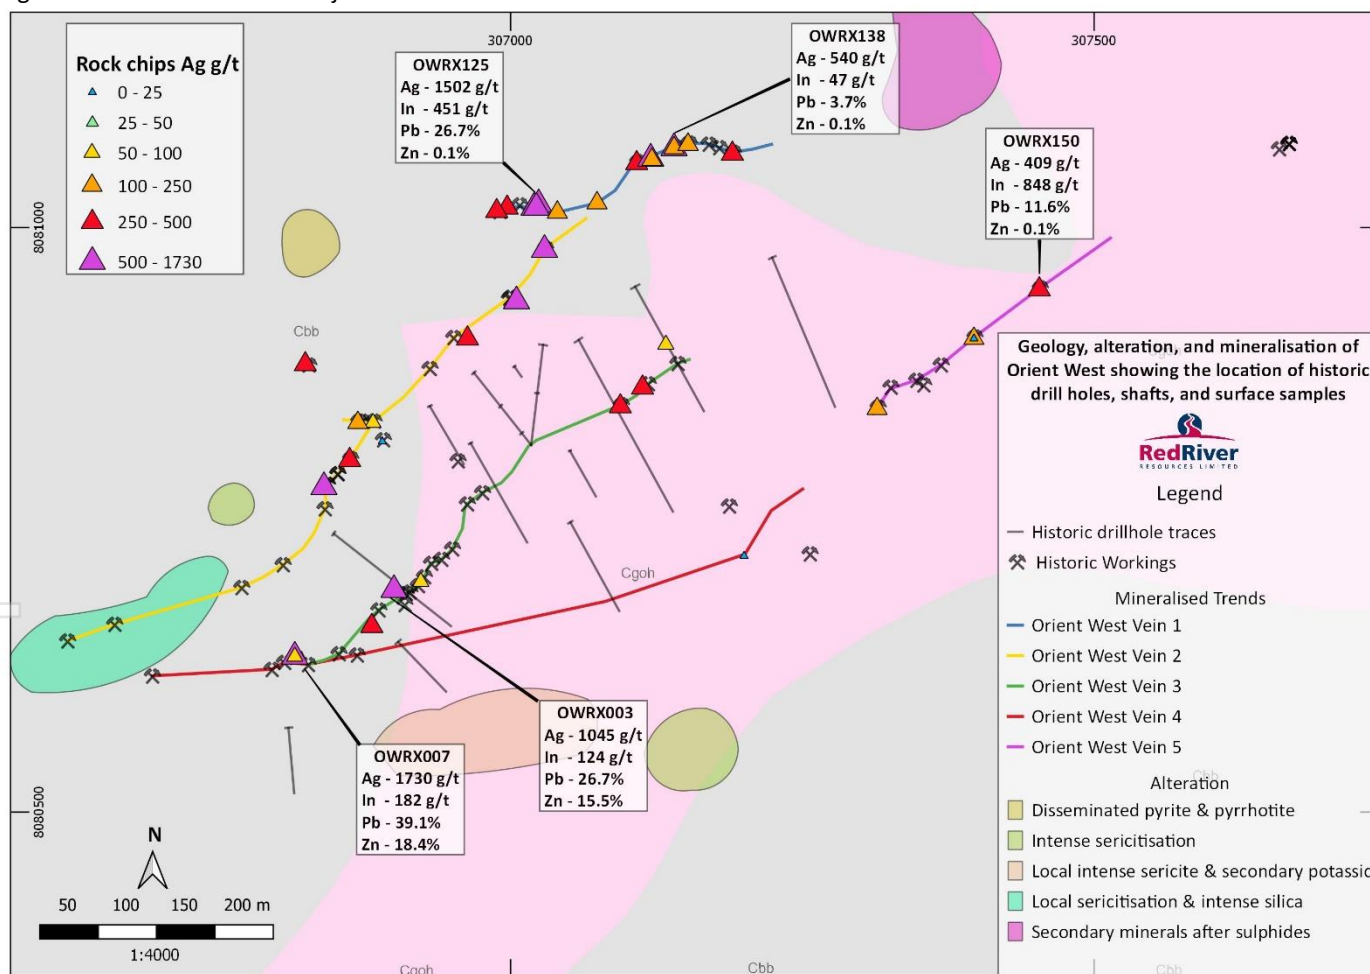 307000
307500
8081000
8080500
Rock chips Ag g/t
0 - 25
25 - 50
50 - 100
100 - 250
250 - 500
500 - 1730
OWRX125
Ag - 1502 g/t
In - 451 g/t
Pb - 26.7%
Zn - 0.1%
OWRX138
Ag - 540 g/t
In - 47 g/t
Pb - 3.7%
Zn - 0.1%
OWRX150
Ag - 409 g/t
In - 848 g/t
Pb - 11.6%
Zn - 0.1%
Cbb
Cgoh
OWRX003
Ag - 1045 g/t
In - 124 g/t
Pb - 26.7%
Zn - 15.5%
OWRX007
Ag - 1730 g/t
In - 182 g/t
Pb - 39.1%
Zn - 18.4%
N
50 100 150 200 m
1:4000
Cgoh
Cbb
Geology, alteration, and mineralisation of
Orient West showing the location of historic
drill holes, shafts, and surface samples
RedRiver
RESOURCES LIMITED
Legend
Historic drillhole traces
Historic Workings
Mineralised Trends
Orient West Vein 1
Orient West Vein 2
Orient West Vein 3
Orient West Vein 4
Orient West Vein 5
Cbb
Alteration
Disseminated pyrite & pyrrhotite
Intense sericitisation
Local intense sericite & secondary potassic
Local sericitisation & intense silica
Secondary minerals after sulphides
Cbb